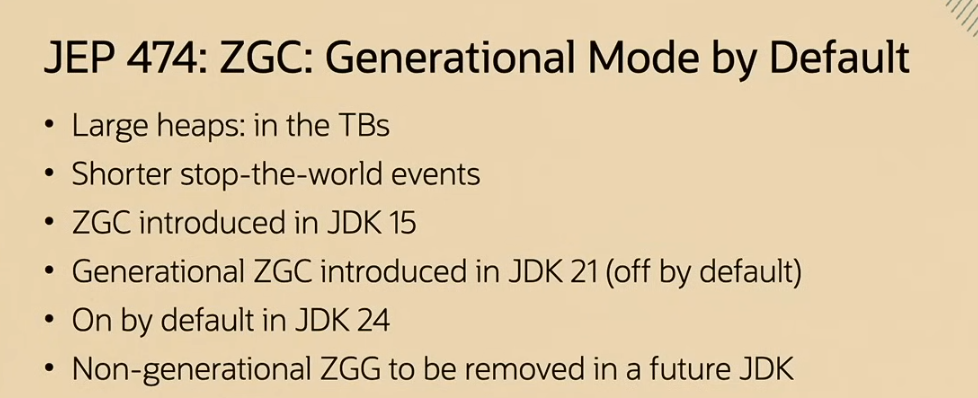 JEP 474: ZGC: Generational Mode by Default
• Large heaps: in the TBs
• Shorter stop-the-world events
• ZGC introduced in JDK 15
• Generational ZGC introduced in JDK 21 (off by default)
• On by default in JDK 24
• Non-generational ZGG to be removed in a future JDK